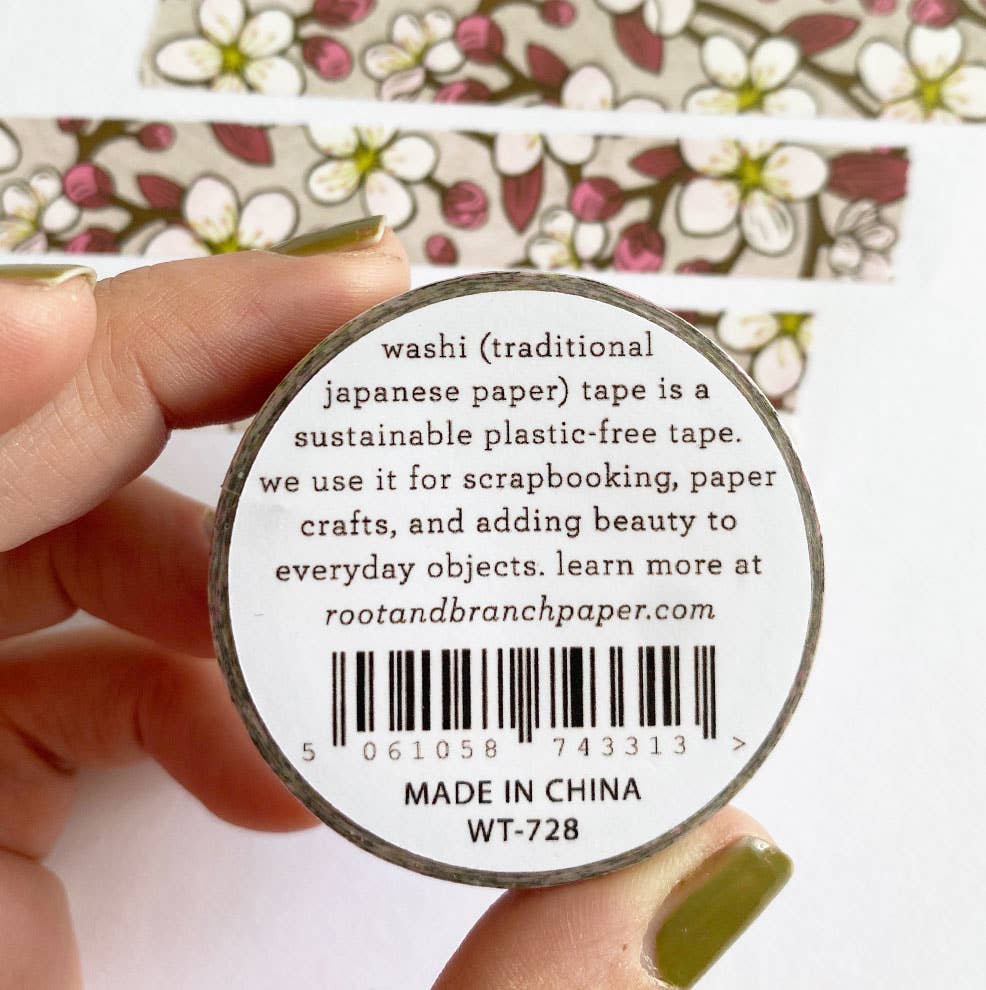 washi (traditional
japanese paper) tape is a
sustainable plastic-free tape.
we use it for scrapbooking, paper
crafts, and adding beauty to
everyday objects. learn more at
rootandbranchpaper.com
5 061058 743313 >
MADE IN CHINA
WT-728